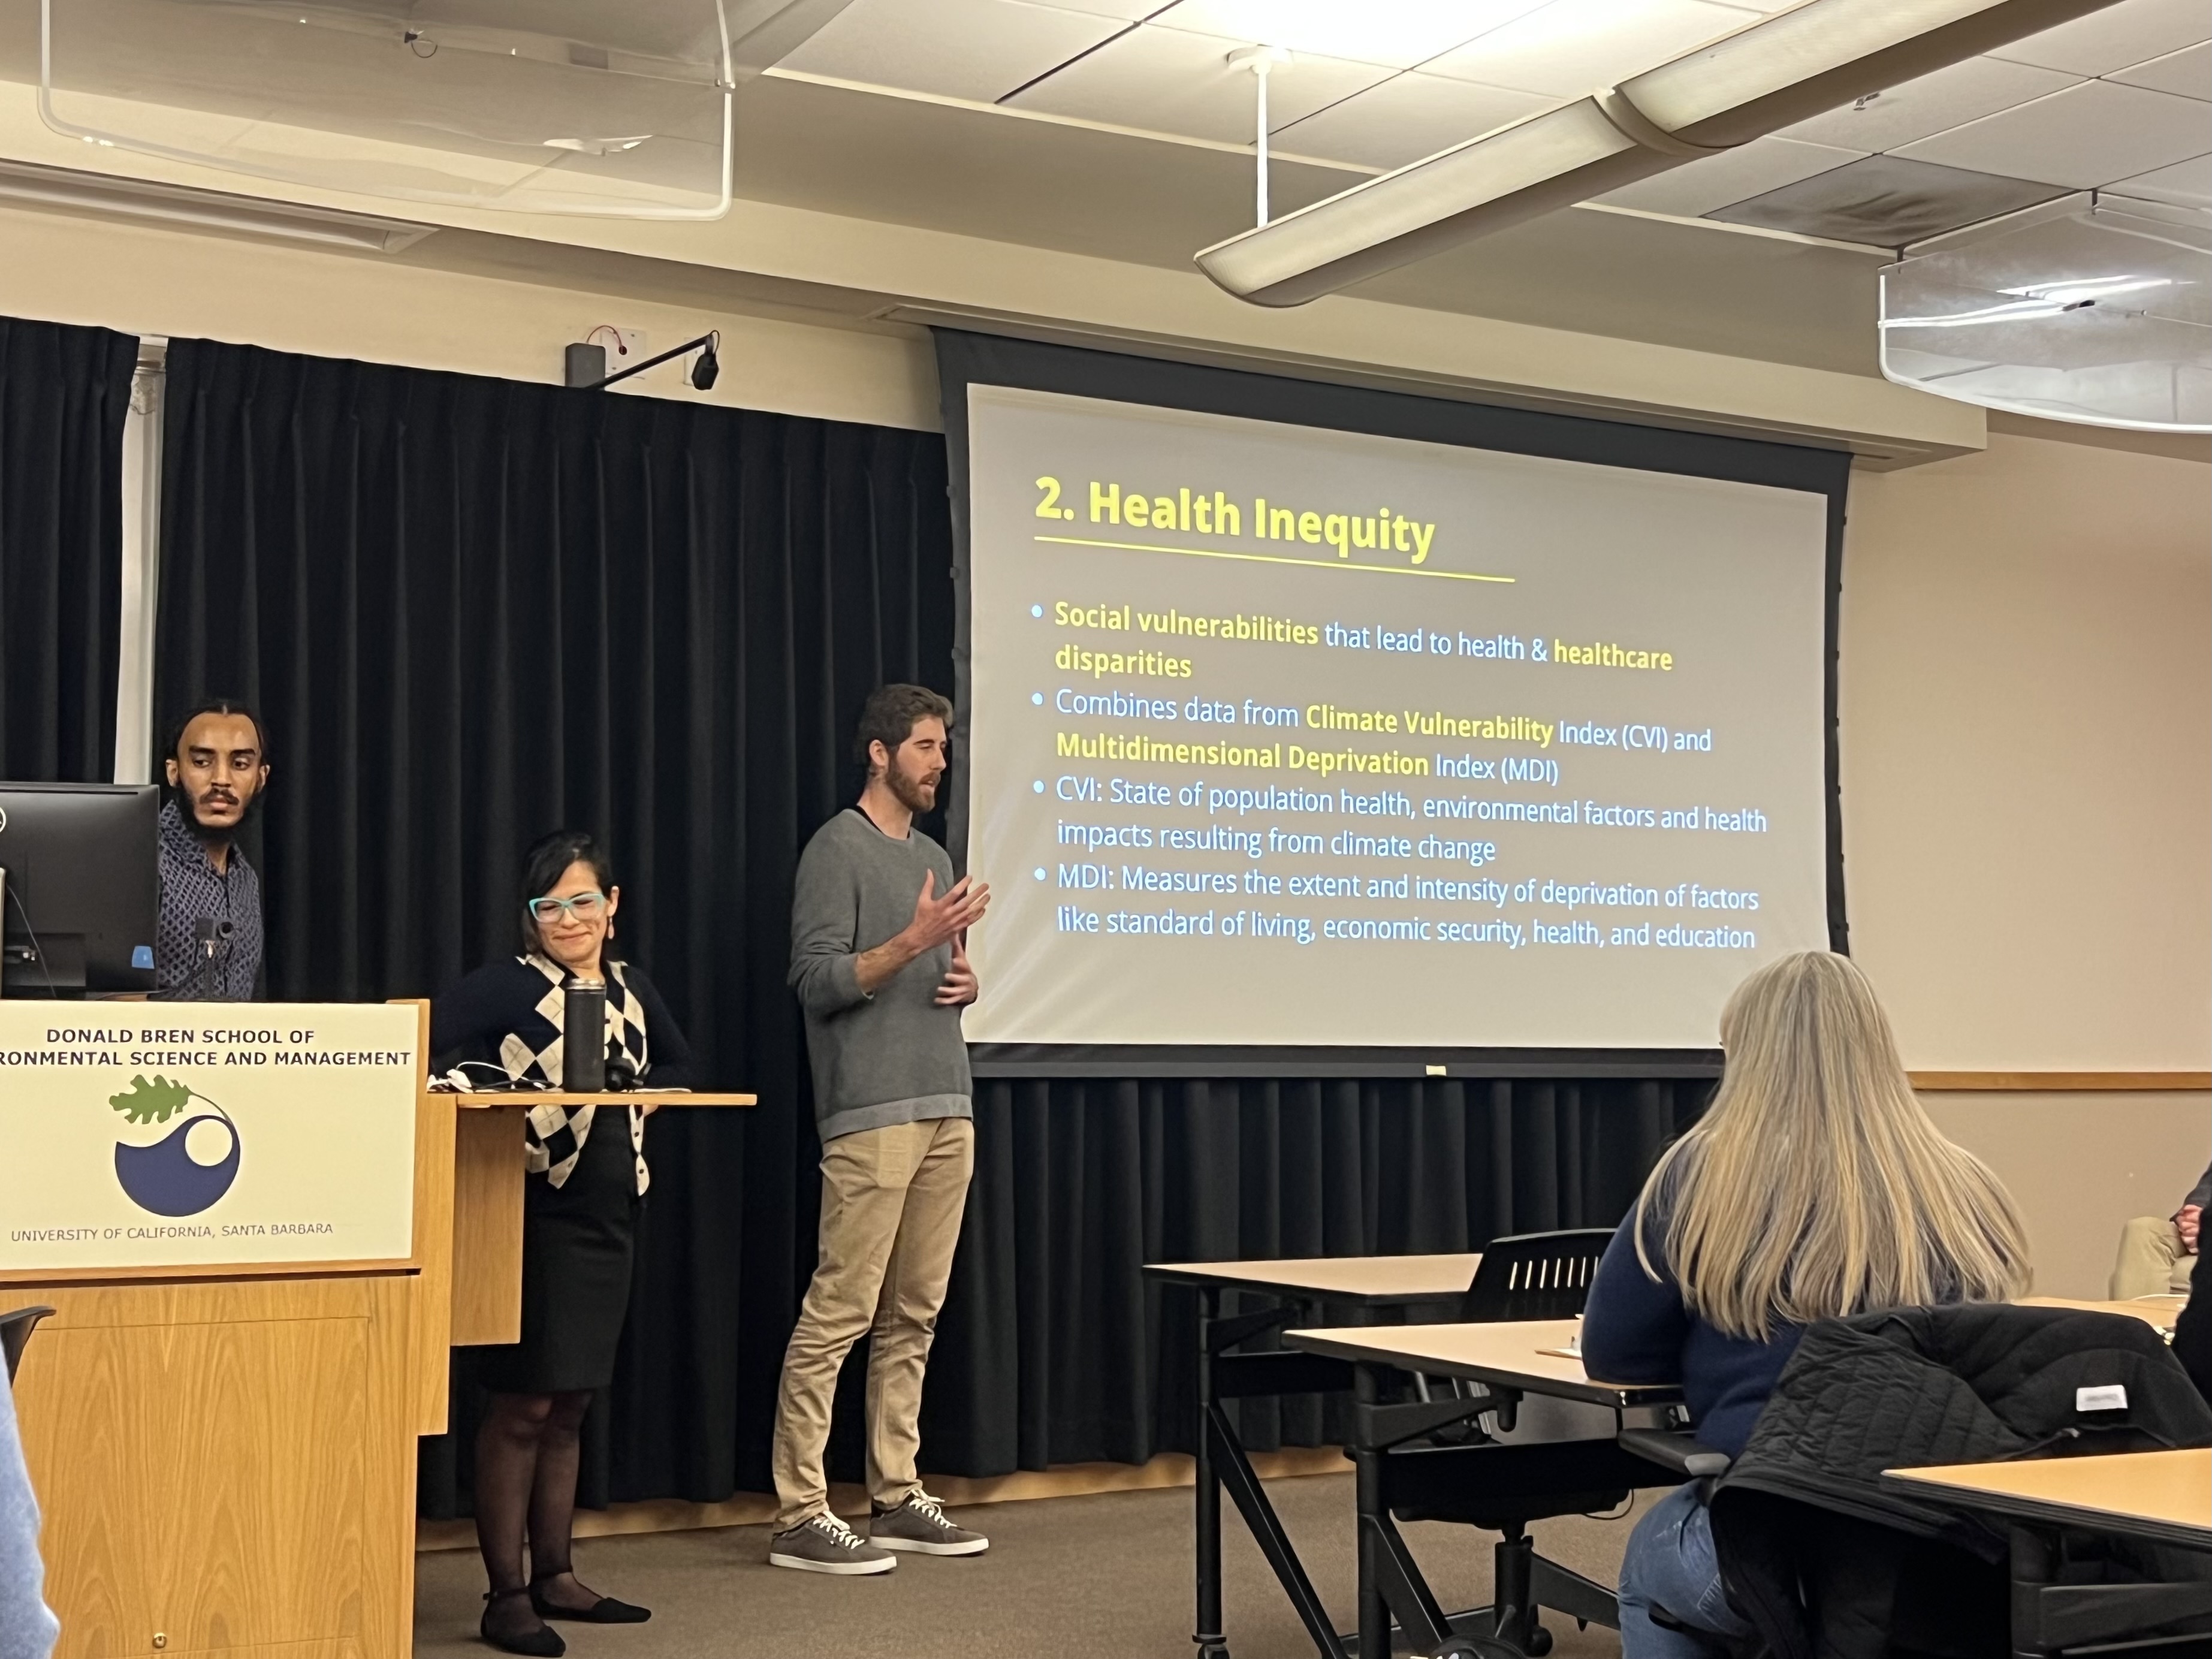 2. Health Inequity
• Social vulnerabilities that lead to health & healthcare
disparities
• Combines data from Climate Vulnerability Index (CVI) and
Multidimensional Deprivation Index (MDI)
• CVI: State of population health, environmental factors and health
impacts resulting from climate change
• MDI: Measures the extent and intensity of deprivation of factors
like standard of living, economic security, health, and education
DONALD BREN SCHOOL OF
RONMENTAL SCIENCE AND MANAGEMENT
UNIVERSITY OF CALIFORNIA, SANTA BARBARA